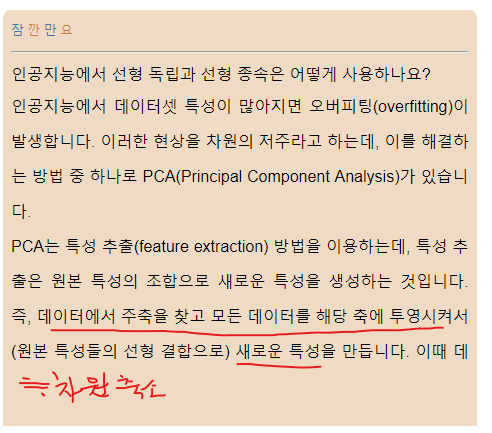 잠 깐 만 요
인공지능에서 선형 독립과 선형 종속은 어떻게 사용하나요?
인공지능에서 데이터셋 특성이 많아지면 오버피팅(overfitting)이
발생합니다. 이러한 현상을 차원의 저주라고 하는데, 이를 해결하
는 방법 중 하나로 PCA(Principal Component Analysis)가 있습니
다.
PCA는 특성 추출(feature extraction) 방법을 이용하는데, 특성 추
출은 원본 특성의 조합으로 새로운 특성을 생성하는 것입니다.
즉, 데이터에서 주축을 찾고 모든 데이터를 해당 축에 투영시켜서
(원본 특성들의 선형 결합으로) 새로운 특성을 만듭니다. 이때 데
차원 축소